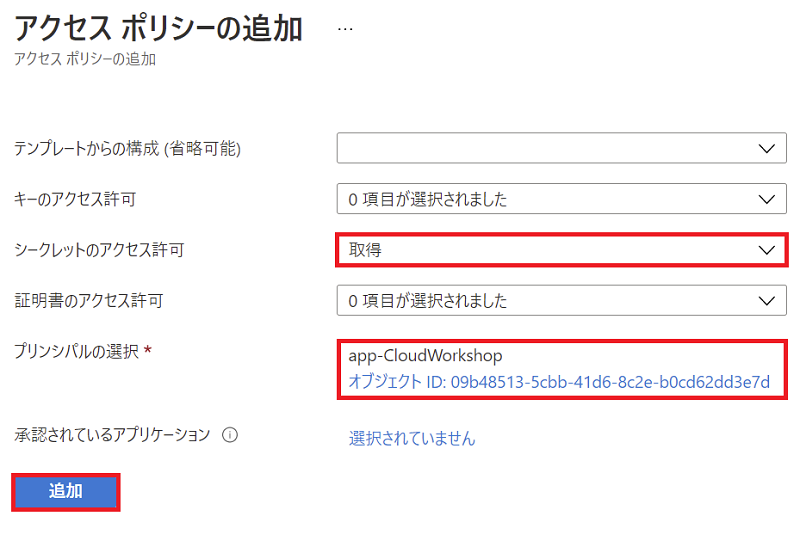 アクセス ポリシーの追加 …
アクセス ポリシーの追加
テンプレートからの構成 (省略可能)
キーのアクセス許可 0 項目が選択されました
シークレットのアクセス許可 取得
証明書のアクセス許可 0 項目が選択されました
プリンシパルの選択 * app-CloudWorkshop
オブジェクト ID: 09b48513-5cbb-41d6-8c2e-b0cd62dd3e7d
承認されているアプリケーション 選択されていません
追加